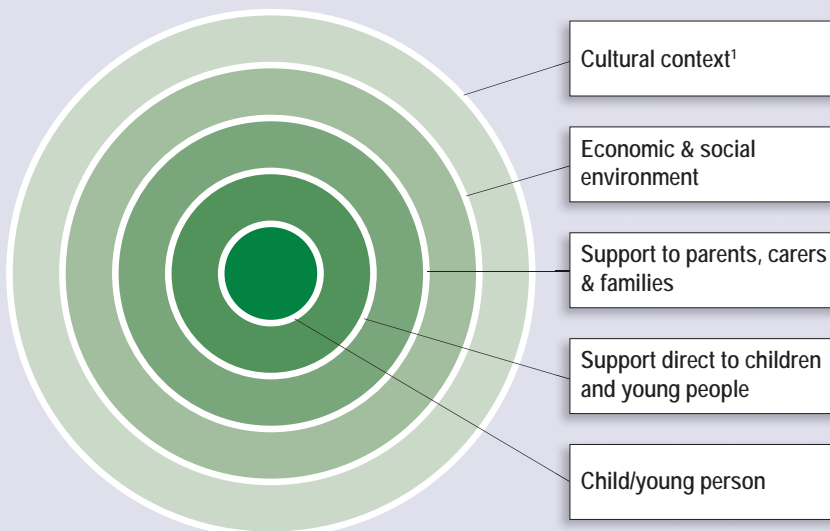 Cultural context¹
Economic & social
environment
Support to parents, carers
& families
Support direct to children
and young people
Child/young person